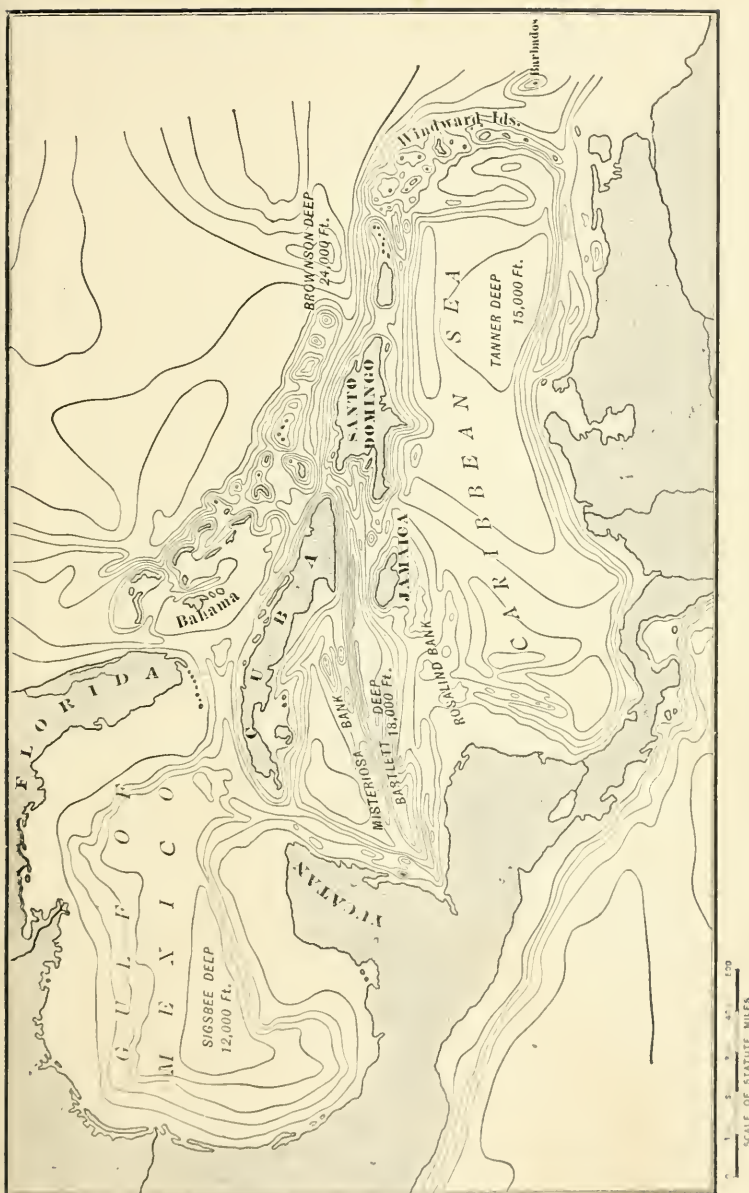 FLORIDA
GULF OF
MEXICO
SIGSBEE DEEP
12,000 Ft.
YUCATAN
Bahama
CUBA
MISTERIOSA
BANK
BARTLETT DEEP
18,000 Ft.
ROSALIND BANK
JAMAICA
SANTO
DOMINGO
BROWNSON DEEP
24,000 Ft.
CARIBBEAN SEA
TANNER DEEP
15,000 Ft.
Windward Ids.
Barbados
SCALE OF STATUTE MILES